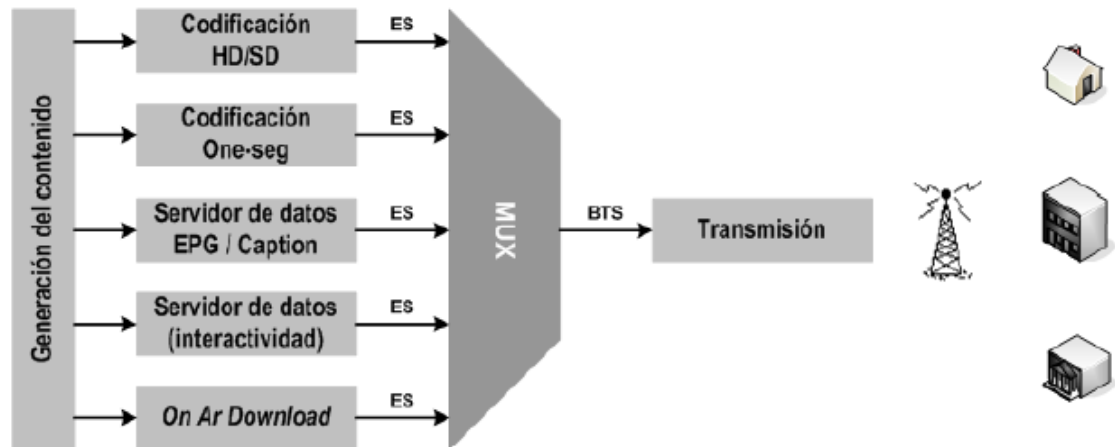 Generación del contenido
Codificación
HD/SD
ES
Codificación
One-seg
ES
Servidor de datos
EPG / Caption
ES
Servidor de datos
(interactividad)
ES
On Ar Download
ES
MUX
BTS
Transmisión